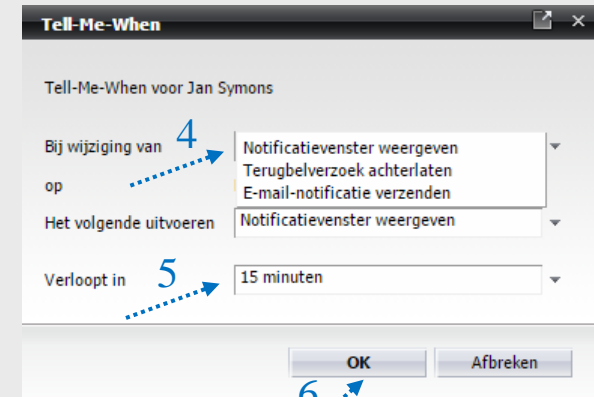 Tell-Me-When
Tell-Me-When voor Jan Symons
Bij wijziging van 4 Notificatievenster weergeven
Terugbelverzoek achterlaten
op E-mail-notificatie verzenden
Het volgende uitvoeren Notificatievenster weergeven
Verloopt in 5 15 minuten
OK Afbreken
6